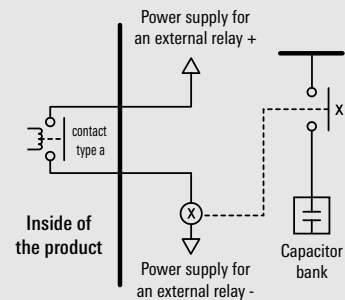 Power supply for
an external relay +
contact
type a
X
X
Inside of
the product
Capacitor
bank
Power supply for
an external relay -